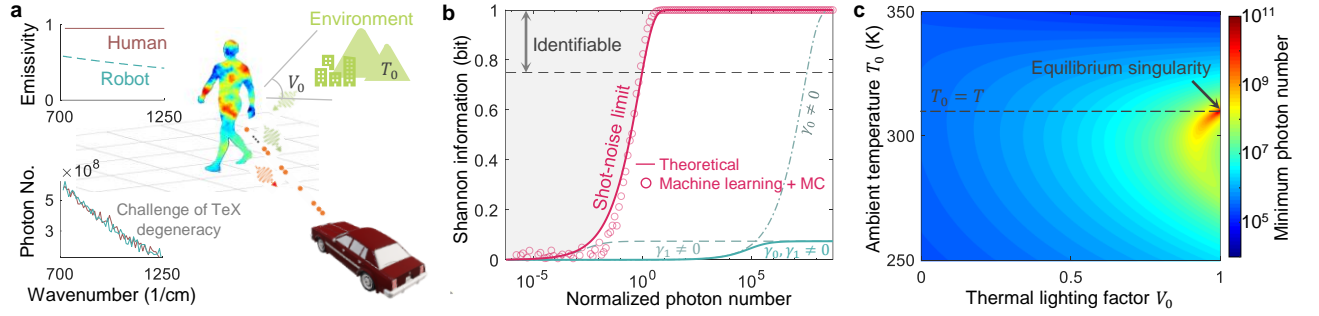 a
Emissivity
Human
Robot
700
1250
1
0
Environment
T₀
V₀
Photon No.
× 10⁸
5
3
Challenge of TeX
degeneracy
700
1250
Wavenumber (1/cm)
b
Shannon information (bit)
1
0.8
0.6
0.4
0.2
0
Identifiable
Shot-noise limit
Theoretical
Machine learning + MC
γ₀ ≠ 0
γ₁ ≠ 0
γ₀, γ₁ ≠ 0
10⁻⁵
10⁰
10⁵
Normalized photon number
c
Ambient temperature T₀ (K)
350
300
250
Equilibrium singularity
T₀ = T
0
0.5
1
Thermal lighting factor V₀
10¹¹
10⁹
10⁷
10⁵
Minimum photon number